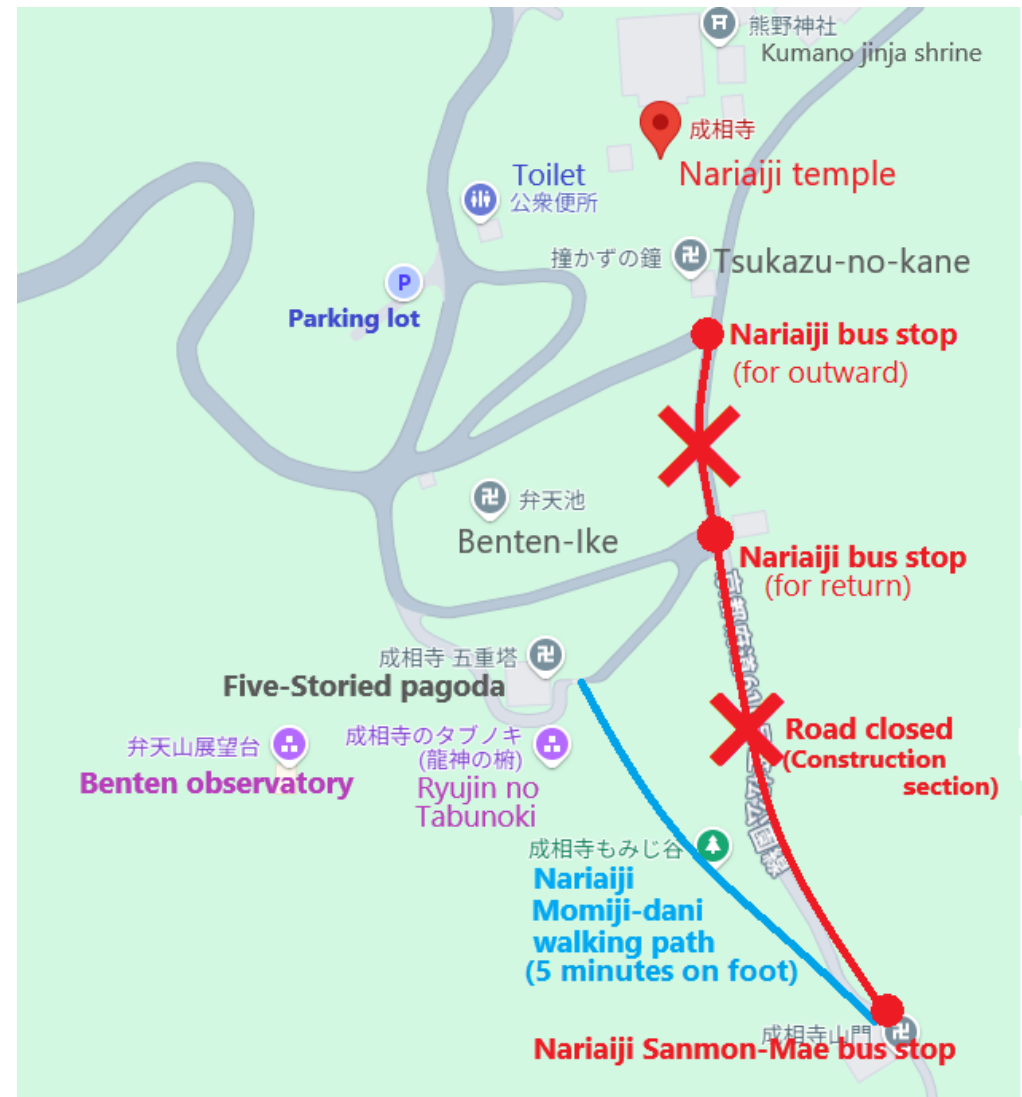 熊野神社
Kumano jinja shrine
成相寺
Nariaiji temple
Toilet
公衆便所
撞かずの鐘
Tsukazu-no-kane
P
Parking lot
Nariaiji bus stop
(for outward)
弁天池
Benten-Ike
Nariaiji bus stop
(for return)
成相寺 五重塔
Five-Storied pagoda
弁天山展望台
Benten observatory
成相寺のタブノキ
(龍神の椨)
Ryujin no
Tabunoki
Road closed
(Construction
section)
成相寺もみじ谷
Nariaiji
Momiji-dani
walking path
(5 minutes on foot)
成相寺山門
Nariaiji Sanmon-Mae bus stop